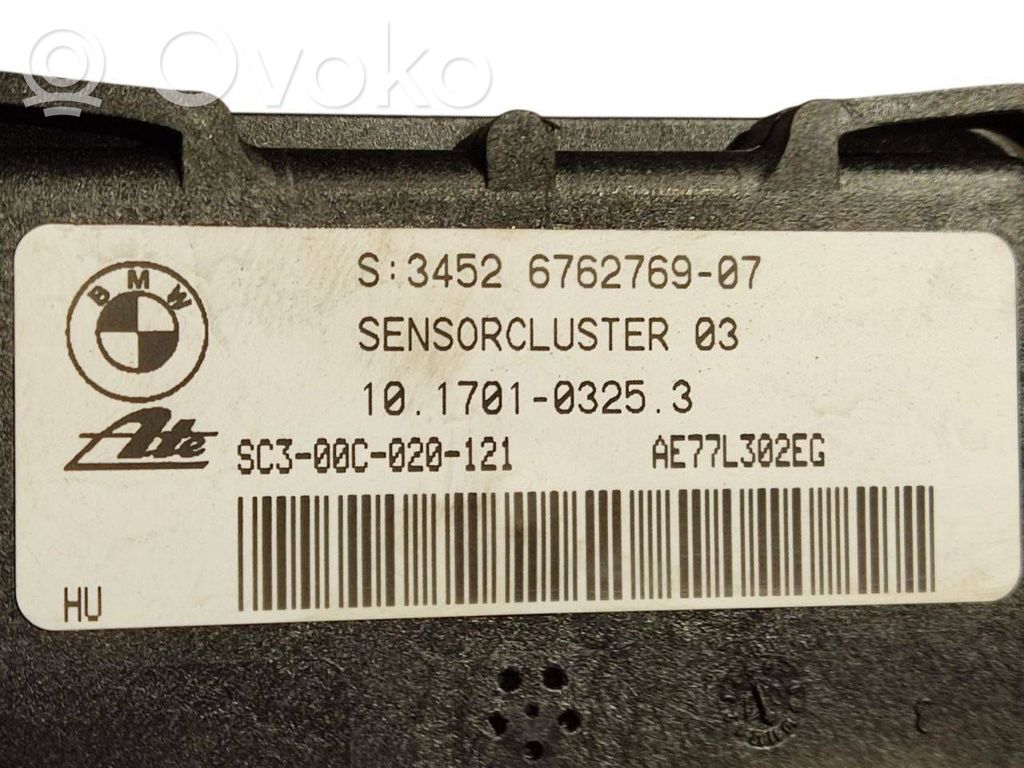 Ovoko
S:3452 6762769-07
BMW
SENSORCLUSTER 03
10.1701-0325.3
Ate
SC3-00C-020-121 AE77L302EG
HU